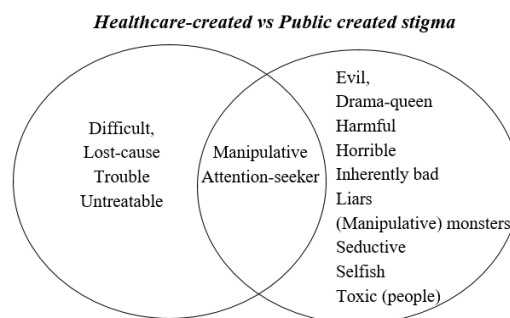 Healthcare-created vs Public created stigma
Difficult,
Lost-cause
Trouble
Untreatable
Manipulative
Attention-seeker
Evil,
Drama-queen
Harmful
Horrible
Inherently bad
Liars
(Manipulative) monsters
Seductive
Selfish
Toxic (people)